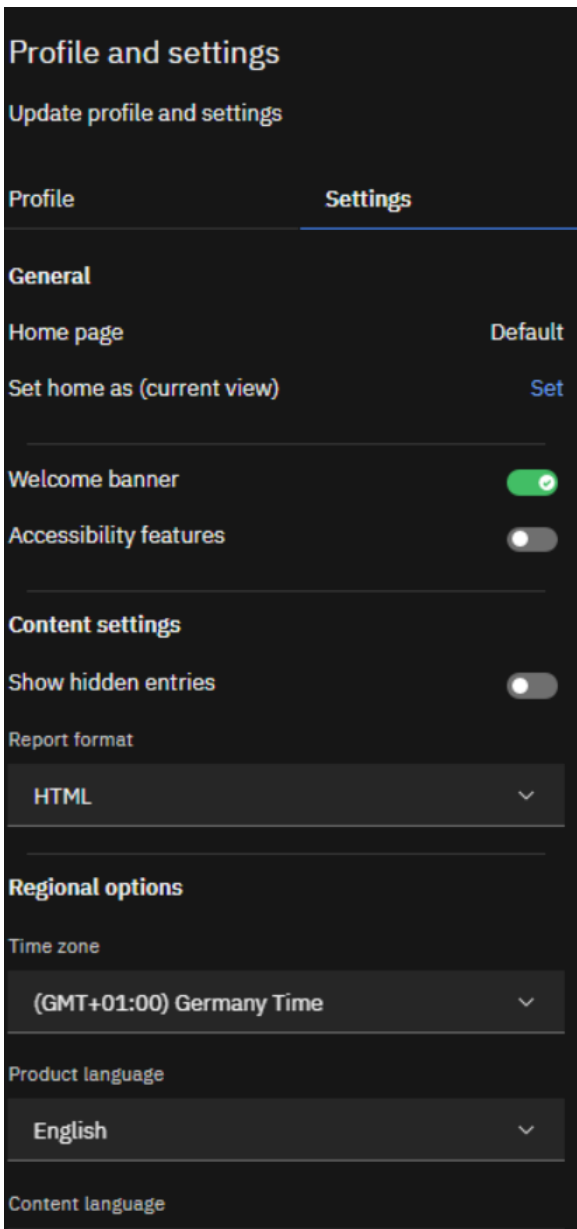 Profile and settings
Update profile and settings
Profile Settings
General
Home page Default
Set home as (current view) Set
Welcome banner
Accessibility features
Content settings
Show hidden entries
Report format
HTML
Regional options
Time zone
(GMT+01:00) Germany Time
Product language
English
Content language